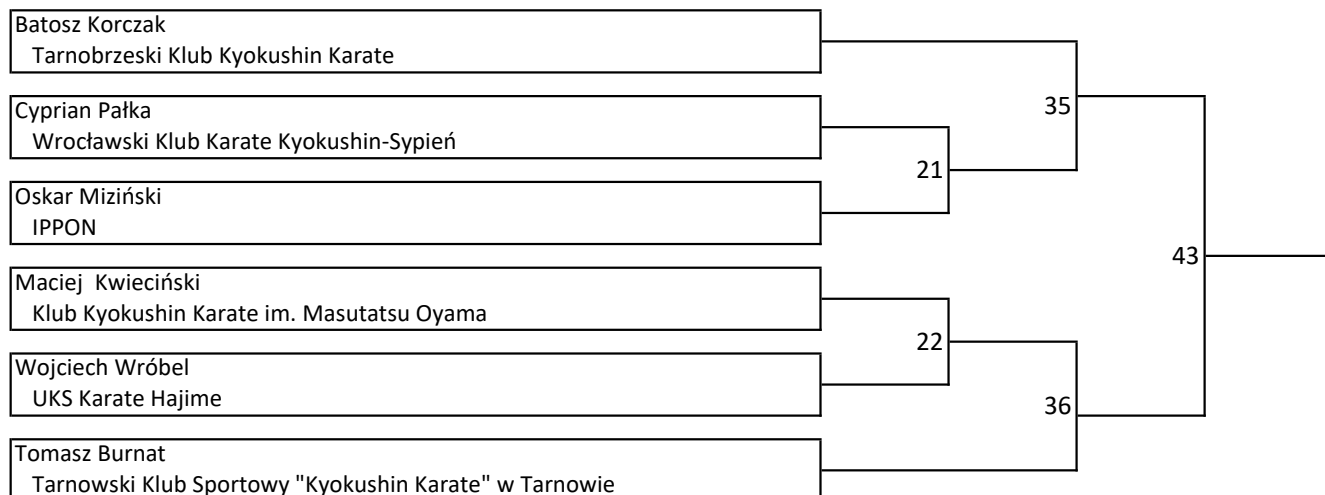 Batosz Korczak
Tarnobrzeski Klub Kyokushin Karate
35
Cyprian Pałka
Wrocławski Klub Karate Kyokushin-Sypień
21
Oskar Miziński
IPPON
43
Maciej  Kwieciński
Klub Kyokushin Karate im. Masutatsu Oyama
22
Wojciech Wróbel
UKS Karate Hajime
36
Tomasz Burnat
Tarnowski Klub Sportowy "Kyokushin Karate" w Tarnowie